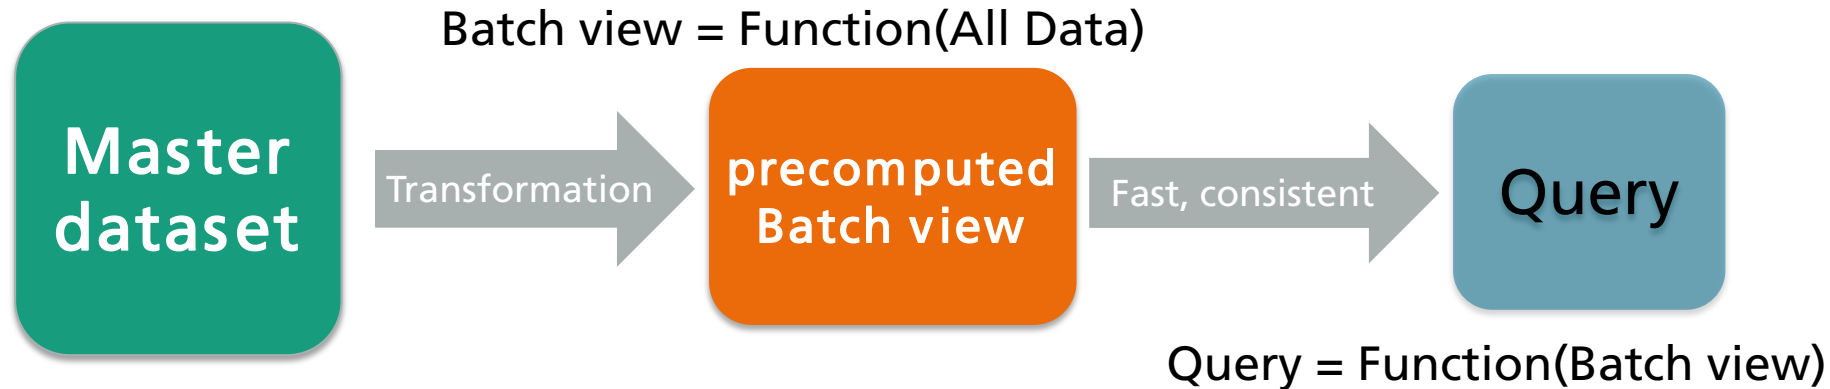 Batch view = Function(All Data)
Master
dataset
Transformation
precomputed
Batch view
Fast, consistent
Query
Query = Function(Batch view)